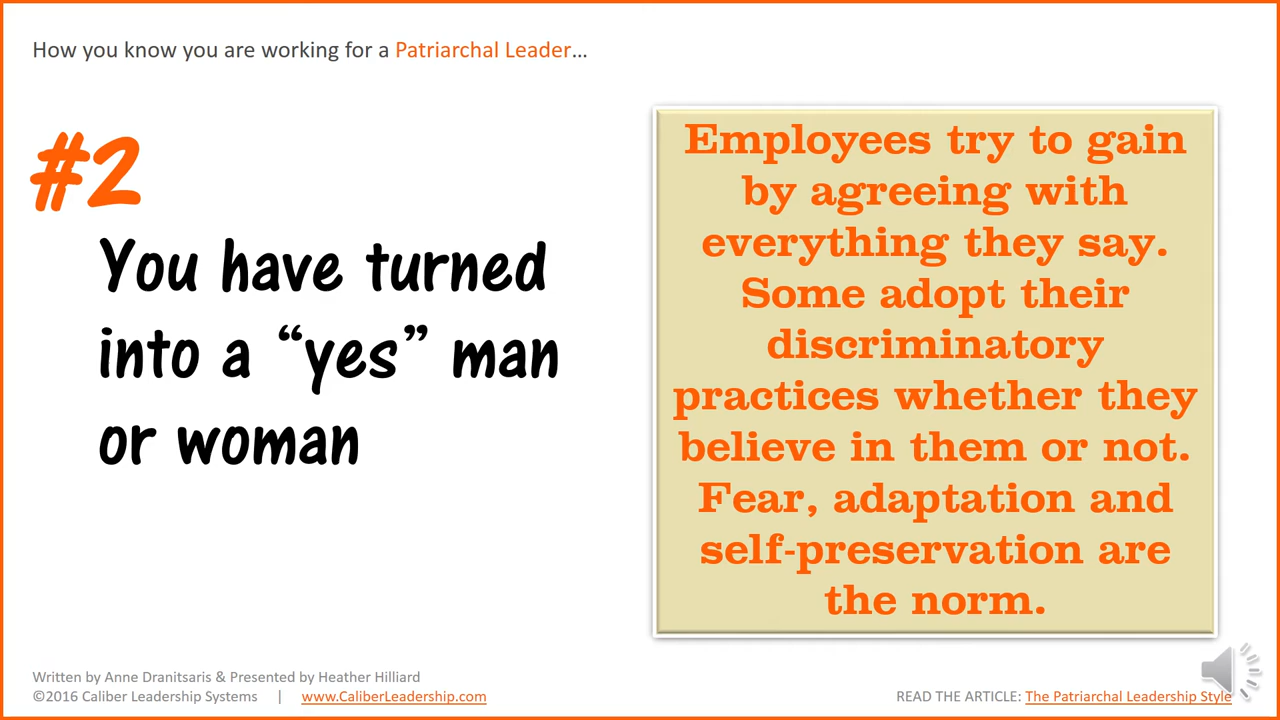 How you know you are working for a Patriarchal Leader...
#2
You have turned
into a “yes” man
or woman
Employees try to gain
by agreeing with
everything they say.
Some adopt their
discriminatory
practices whether they
believe in them or not.
Fear, adaptation and
self-preservation are
the norm.
Written by Anne Dranitsaris & Presented by Heather Hilliard
©2016 Caliber Leadership Systems | www.CaliberLeadership.com
READ THE ARTICLE: The Patriarchal Leadership Style